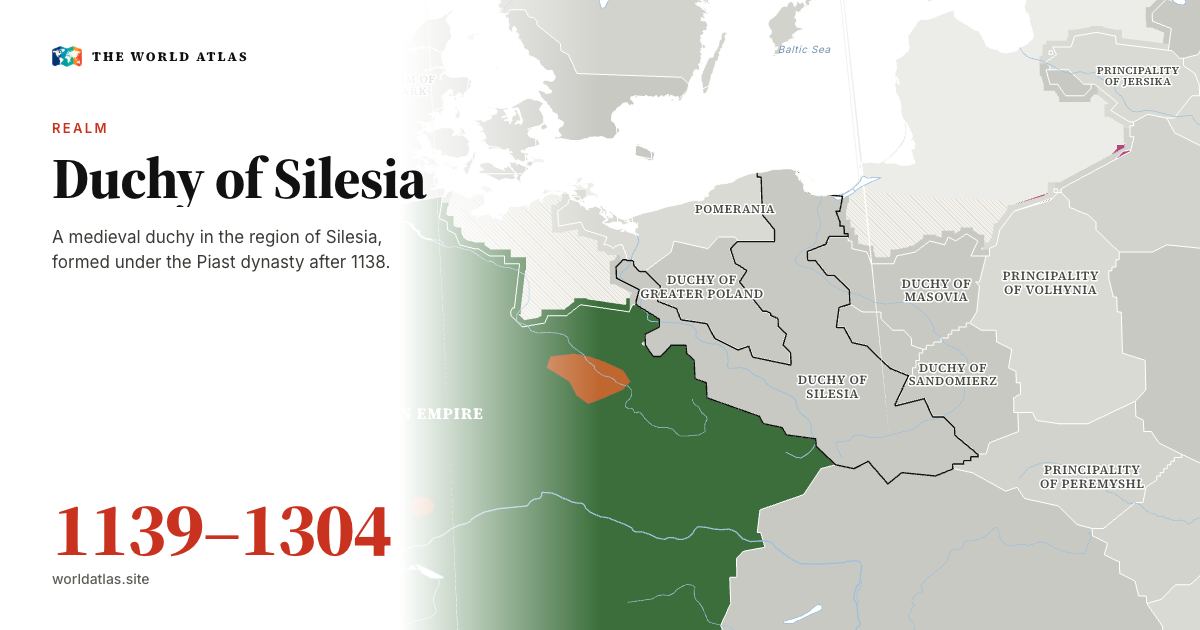 THE WORLD ATLAS
REALM
Duchy of Silesia
A medieval duchy in the region of Silesia,
formed under the Piast dynasty after 1138.
1139–1304
worldatlas.site
Baltic Sea
PRINCIPALITY
OF JERSIKA
POMERANIA
DUCHY OF
GREATER POLAND
DUCHY OF
MASOVIA
PRINCIPALITY
OF VOLHYNIA
DUCHY OF
SILESIA
DUCHY OF
SANDOMIERZ
EMPIRE
PRINCIPALITY
OF PEREMYSHL